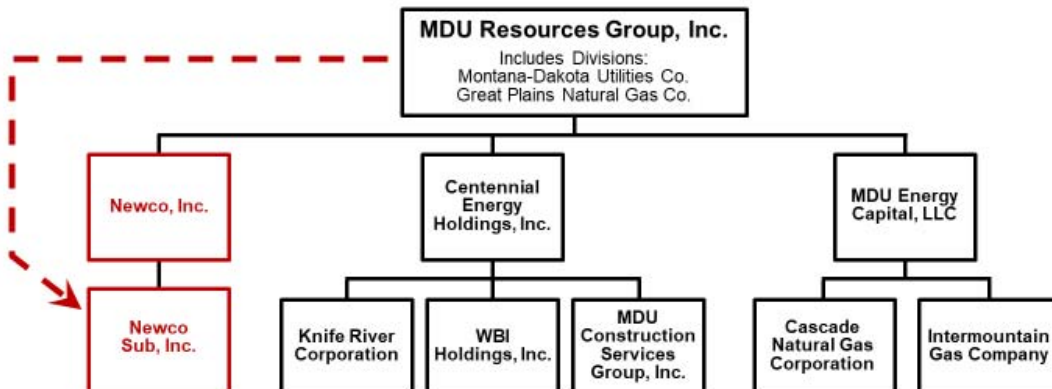 MDU Resources Group, Inc.
Includes Divisions:
Montana-Dakota Utilities Co.
Great Plains Natural Gas Co.
Newco, Inc.
Centennial
Energy
Holdings, Inc.
MDU Energy
Capital, LLC
Newco
Sub, Inc.
Knife River
Corporation
WBI
Holdings, Inc.
MDU
Construction
Services
Group, Inc.
Cascade
Natural Gas
Corporation
Intermountain
Gas Company